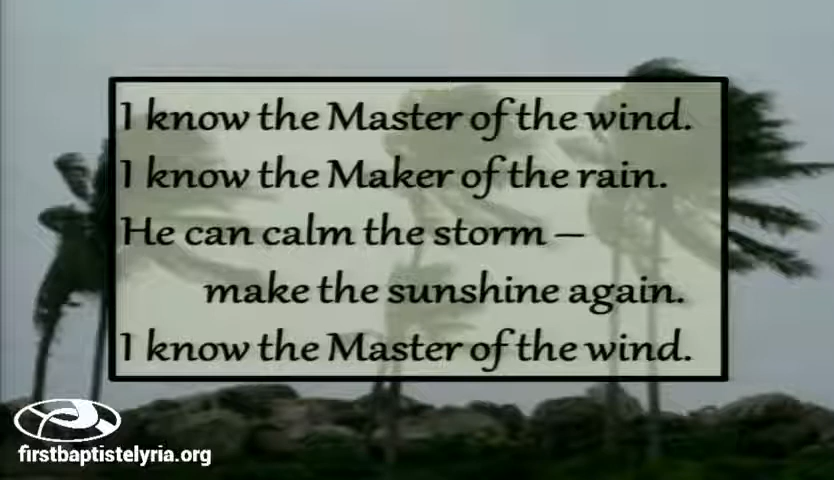 I know the Master of the wind.
I know the Maker of the rain.
He can calm the storm –
make the sunshine again.
I know the Master of the wind.
firstbaptistelyria.org